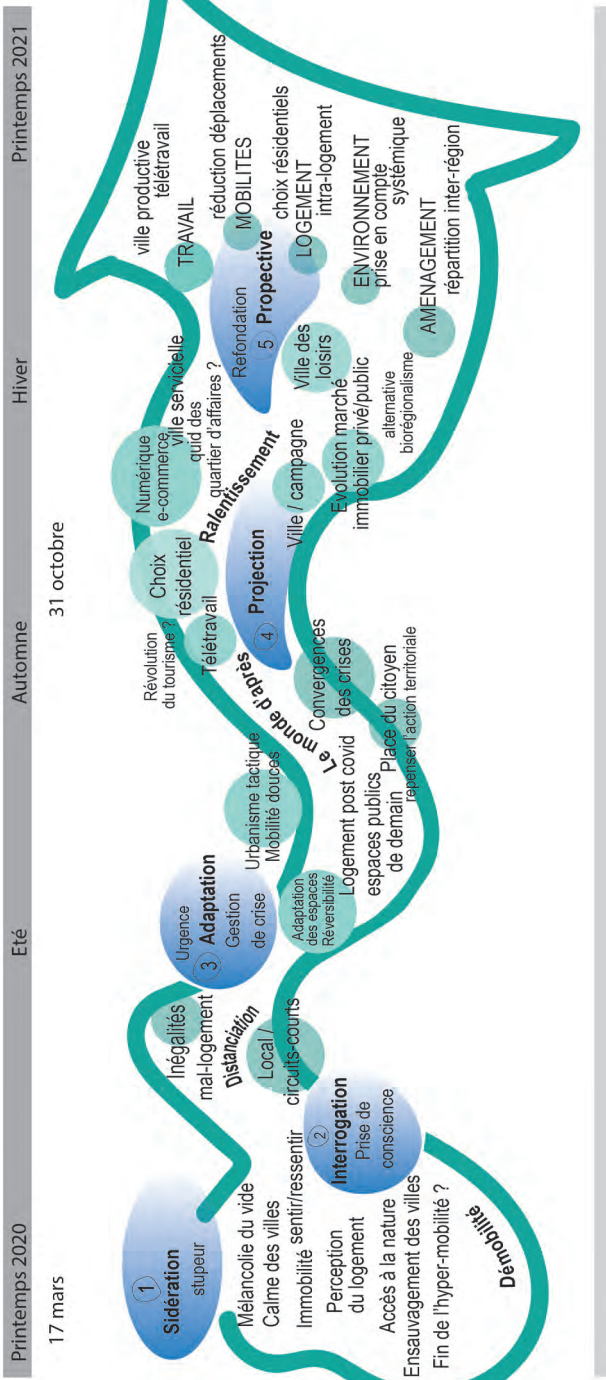 Printemps 2020
Eté
Automne
Hiver
Printemps 2021
17 mars
31 octobre
1
Sidération
stupeur
Mélancolie du vide
Calme des villes
Immobilité sentir/ressentir
Perception
du logement
Accès à la nature
Ensauvagement des villes
Fin de l'hyper-mobilité ?
Démobilité
2
Interrogation
Prise de
conscience
Inégalités
mal-logement
Distanciation
Local /
circuits-courts
Urgence
3 Adaptation
Gestion
de crise
Adaptation
des espaces
Réversibilité
Urbanisme tactique
Mobilité douces
Logement post covid
espaces publics
de demain
Le monde d'après
Convergences
des crises
Place du citoyen
repenser l'action territoriale
Révolution
du tourisme ?
Télétravail
Choix
résidentiel
4 Projection
Ralentissement
Numérique
e-commerce
ville servicielle
quid des
quartier d'affaires ?
Ville / campagne
Evolution marché
immobilier privé/public
alternative
biorégionalisme
Ville des
loisirs
Refondation
5 Propective
ville productive
télétravail
TRAVAIL
réduction déplacements
MOBILITES
choix résidentiels
intra-logement
LOGEMENT
ENVIRONNEMENT
prise en compte
systémique
AMENAGEMENT
répartition inter-région